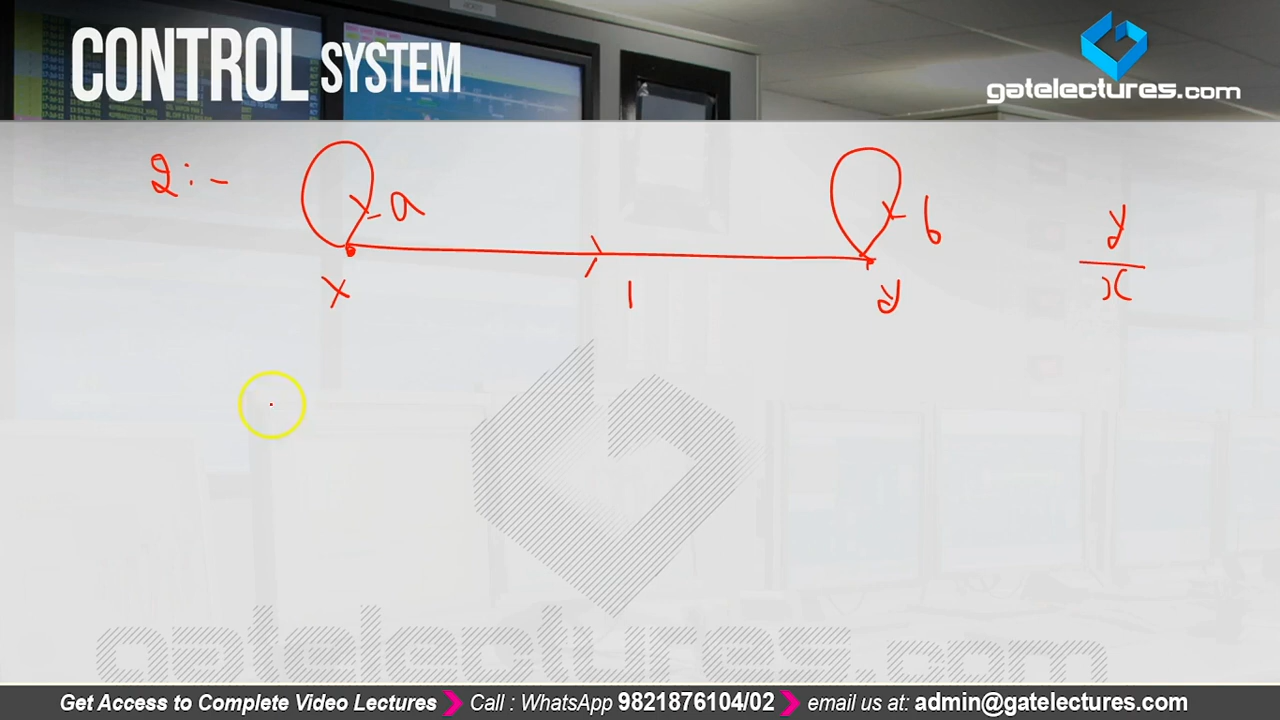 CONTROL SYSTEM
gatelectures.com
2:-
a
b
x
1
y
y
x
gatelectures.com
Get Access to Complete Video Lectures Call : WhatsApp 9821876104/02 email us at: admin@gatelectures.com